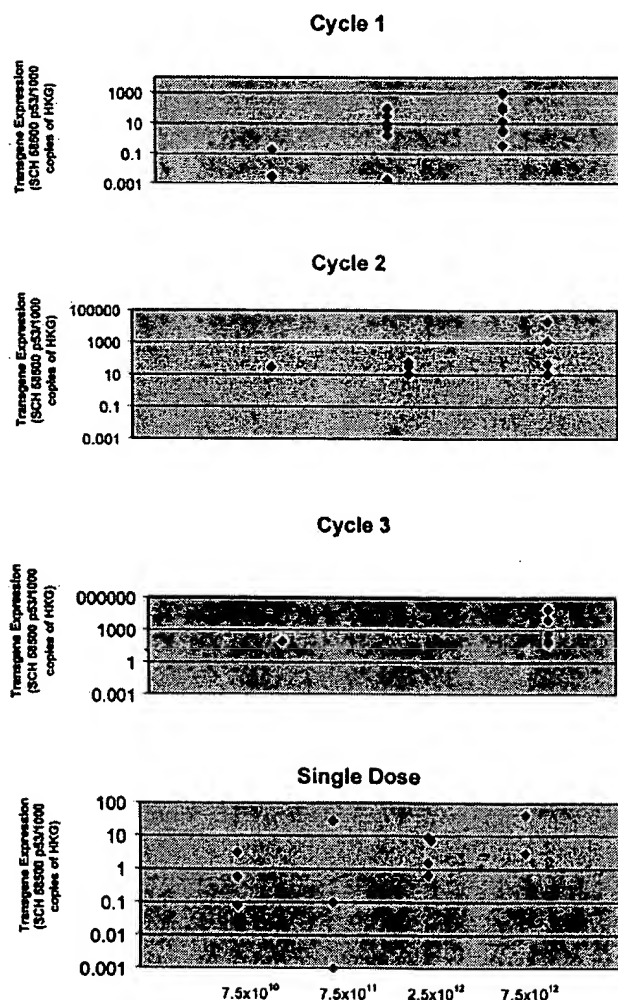 Cycle 1
Transgene Expression
(SCH 58500 p53/1000
copies of HKG)
1000
10
0.1
0.001
Cycle 2
Transgene Expression
(SCH 58500 p53/1000
copies of HKG)
100000
1000
10
0.1
0.001
Cycle 3
Transgene Expression
(SCH 58500 p53/1000
copies of HKG)
000000
1000
1
0.001
Single Dose
Transgene Expression
(SCH 58500 p53/1000
copies of HKG)
100
10
1
0.1
0.01
0.001
7.5x10¹⁰ 7.5x10¹¹ 2.5x10¹² 7.5x10¹²